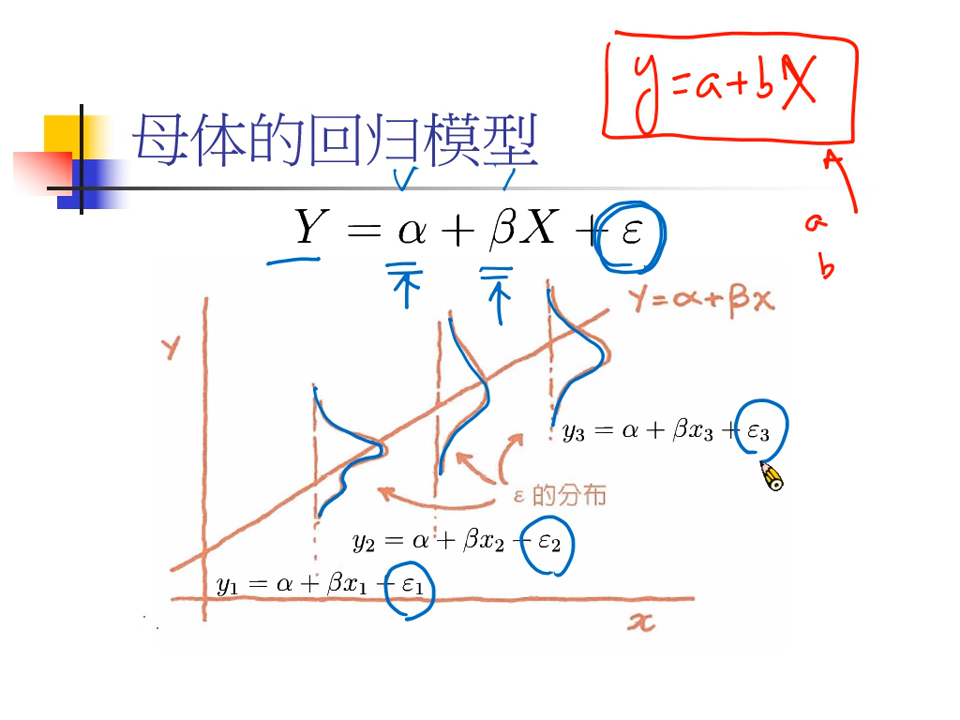 y=a+bX
母体的回归模型
Y = α + βX + ε
a
b
Y=α+βx
Y
y₃ = α + βx₃ + ε₃
ε的分布
y₂ = α + βx₂ + ε₂
y₁ = α + βx₁ + ε₁
x